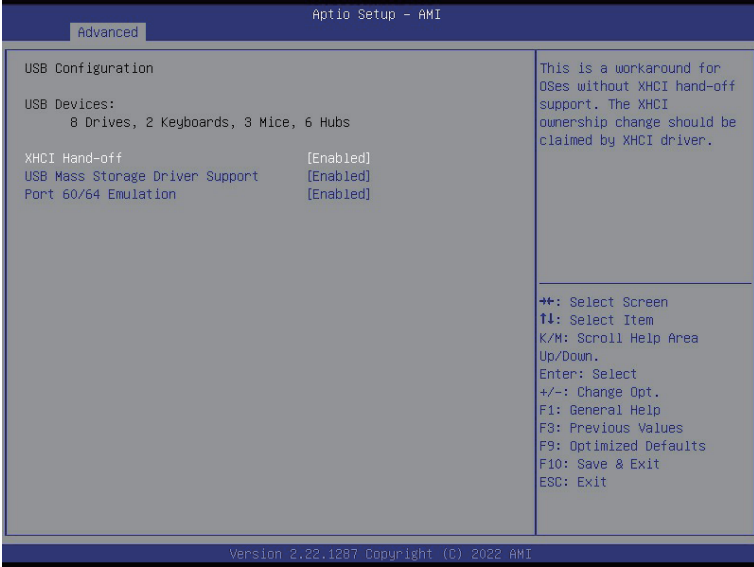 Aptio Setup - AMI
Advanced
USB Configuration
USB Devices:
8 Drives, 2 Keyboards, 3 Mice, 6 Hubs
XHCI Hand-off [Enabled]
USB Mass Storage Driver Support [Enabled]
Port 60/64 Emulation [Enabled]
This is a workaround for
OSes without XHCI hand-off
support. The XHCI
ownership change should be
claimed by XHCI driver.
→←: Select Screen
↑↓: Select Item
K/M: Scroll Help Area
Up/Down.
Enter: Select
+/-: Change Opt.
F1: General Help
F3: Previous Values
F9: Optimized Defaults
F10: Save & Exit
ESC: Exit
Version 2.22.1287 Copyright (C) 2022 AMI